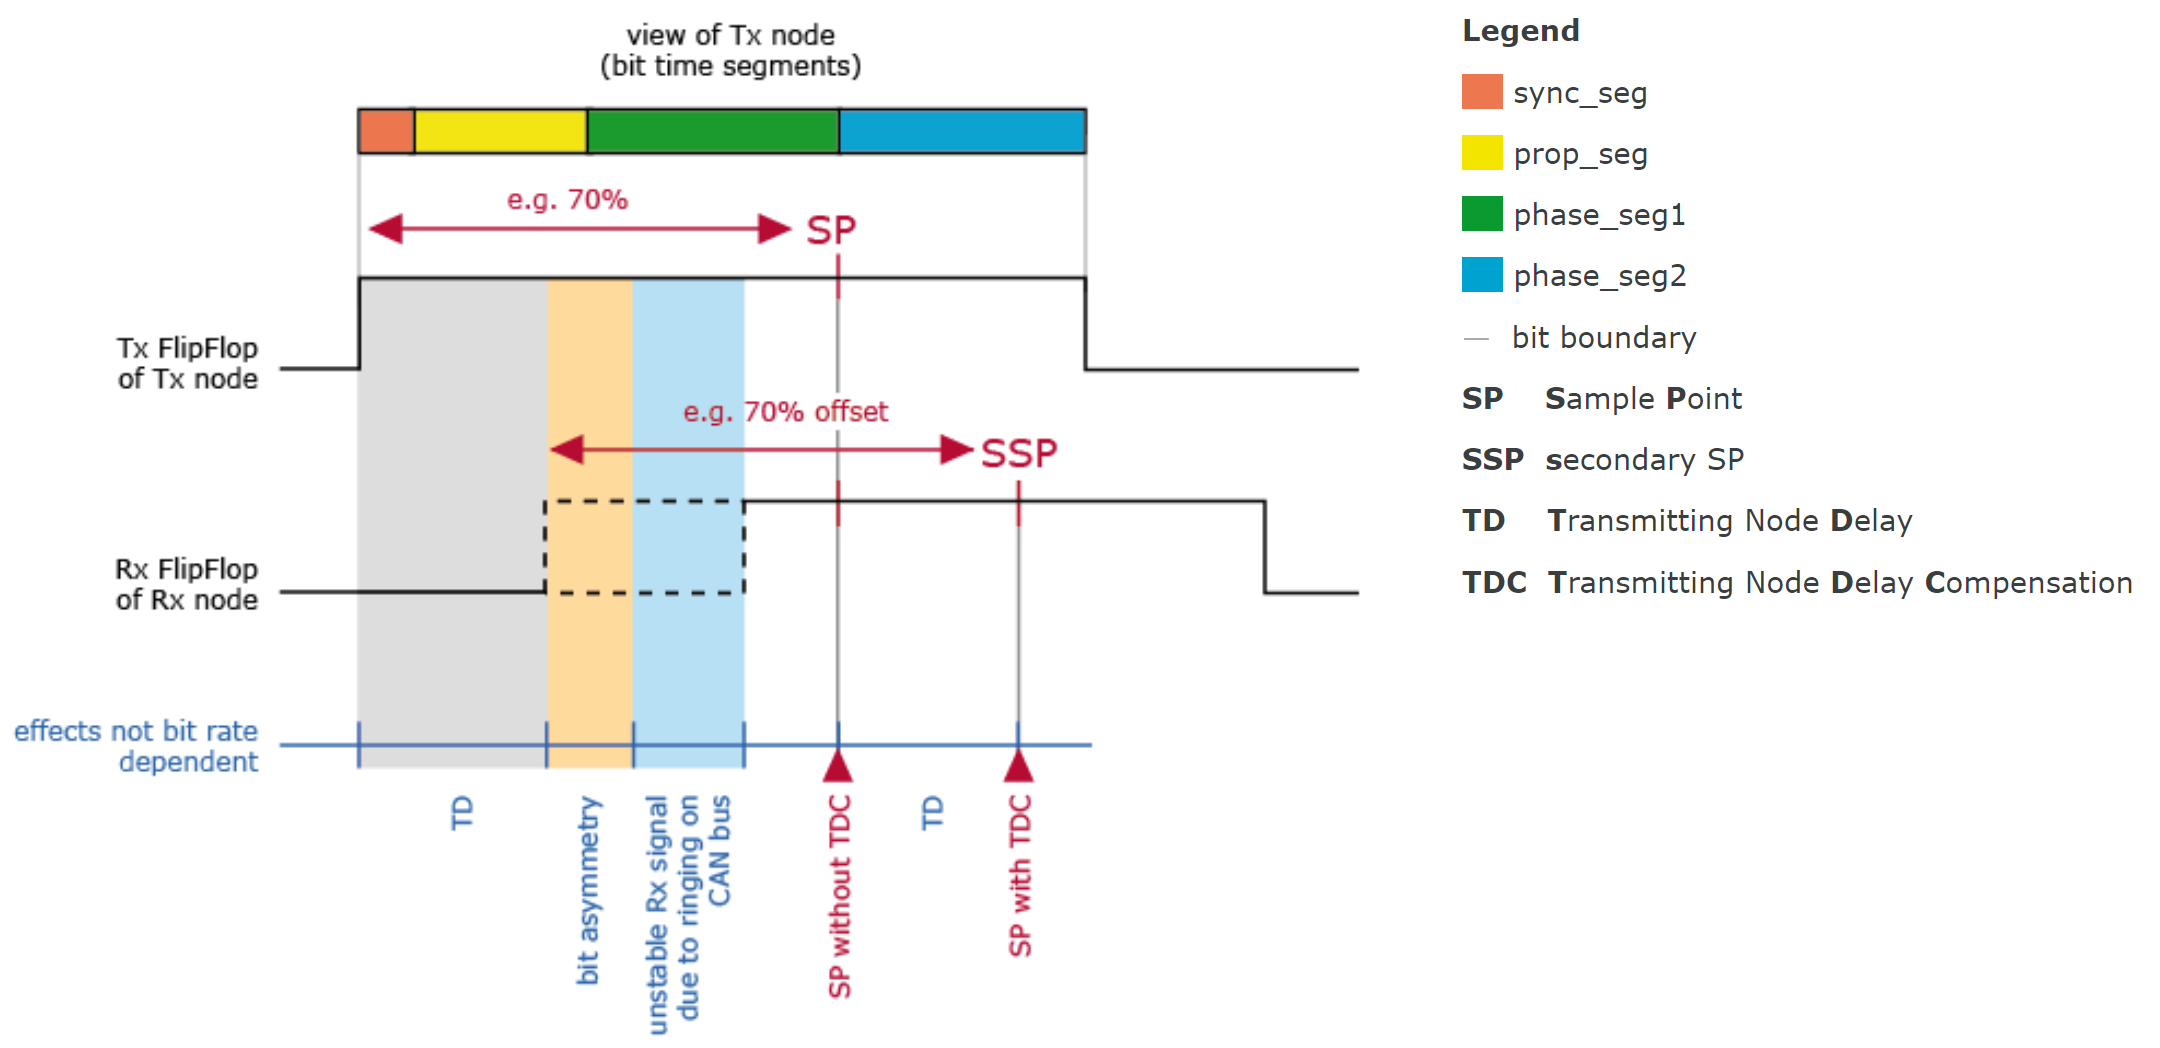 view of Tx node
(bit time segments)
e.g. 70%
SP
Tx FlipFlop
of Tx node
e.g. 70% offset
SSP
Rx FlipFlop
of Rx node
effects not bit rate
dependent
TD
bit asymmetry
unstable Rx signal
due to ringing on
CAN bus
SP without TDC
TD
SP with TDC
Legend
sync_seg
prop_seg
phase_seg1
phase_seg2
bit boundary
SP Sample Point
SSP secondary SP
TD Transmitting Node Delay
TDC Transmitting Node Delay Compensation